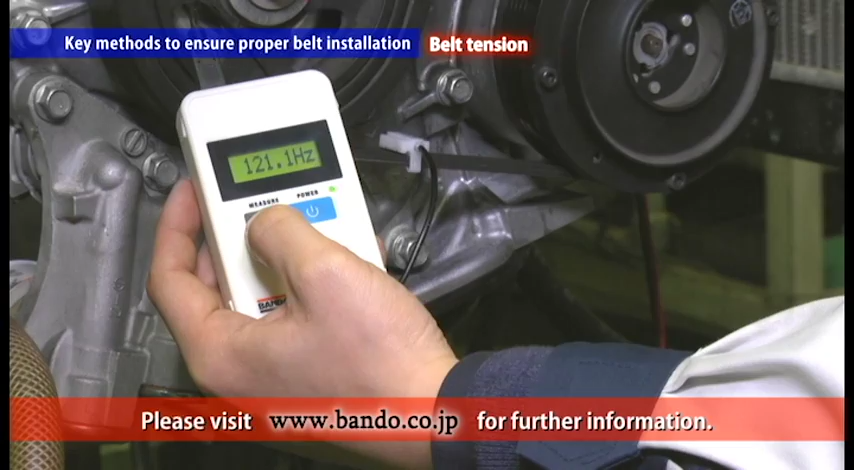 Key methods to ensure proper belt installation Belt tension
121.1Hz
MEASURE POWER
Please visit www.bando.co.jp for further information.